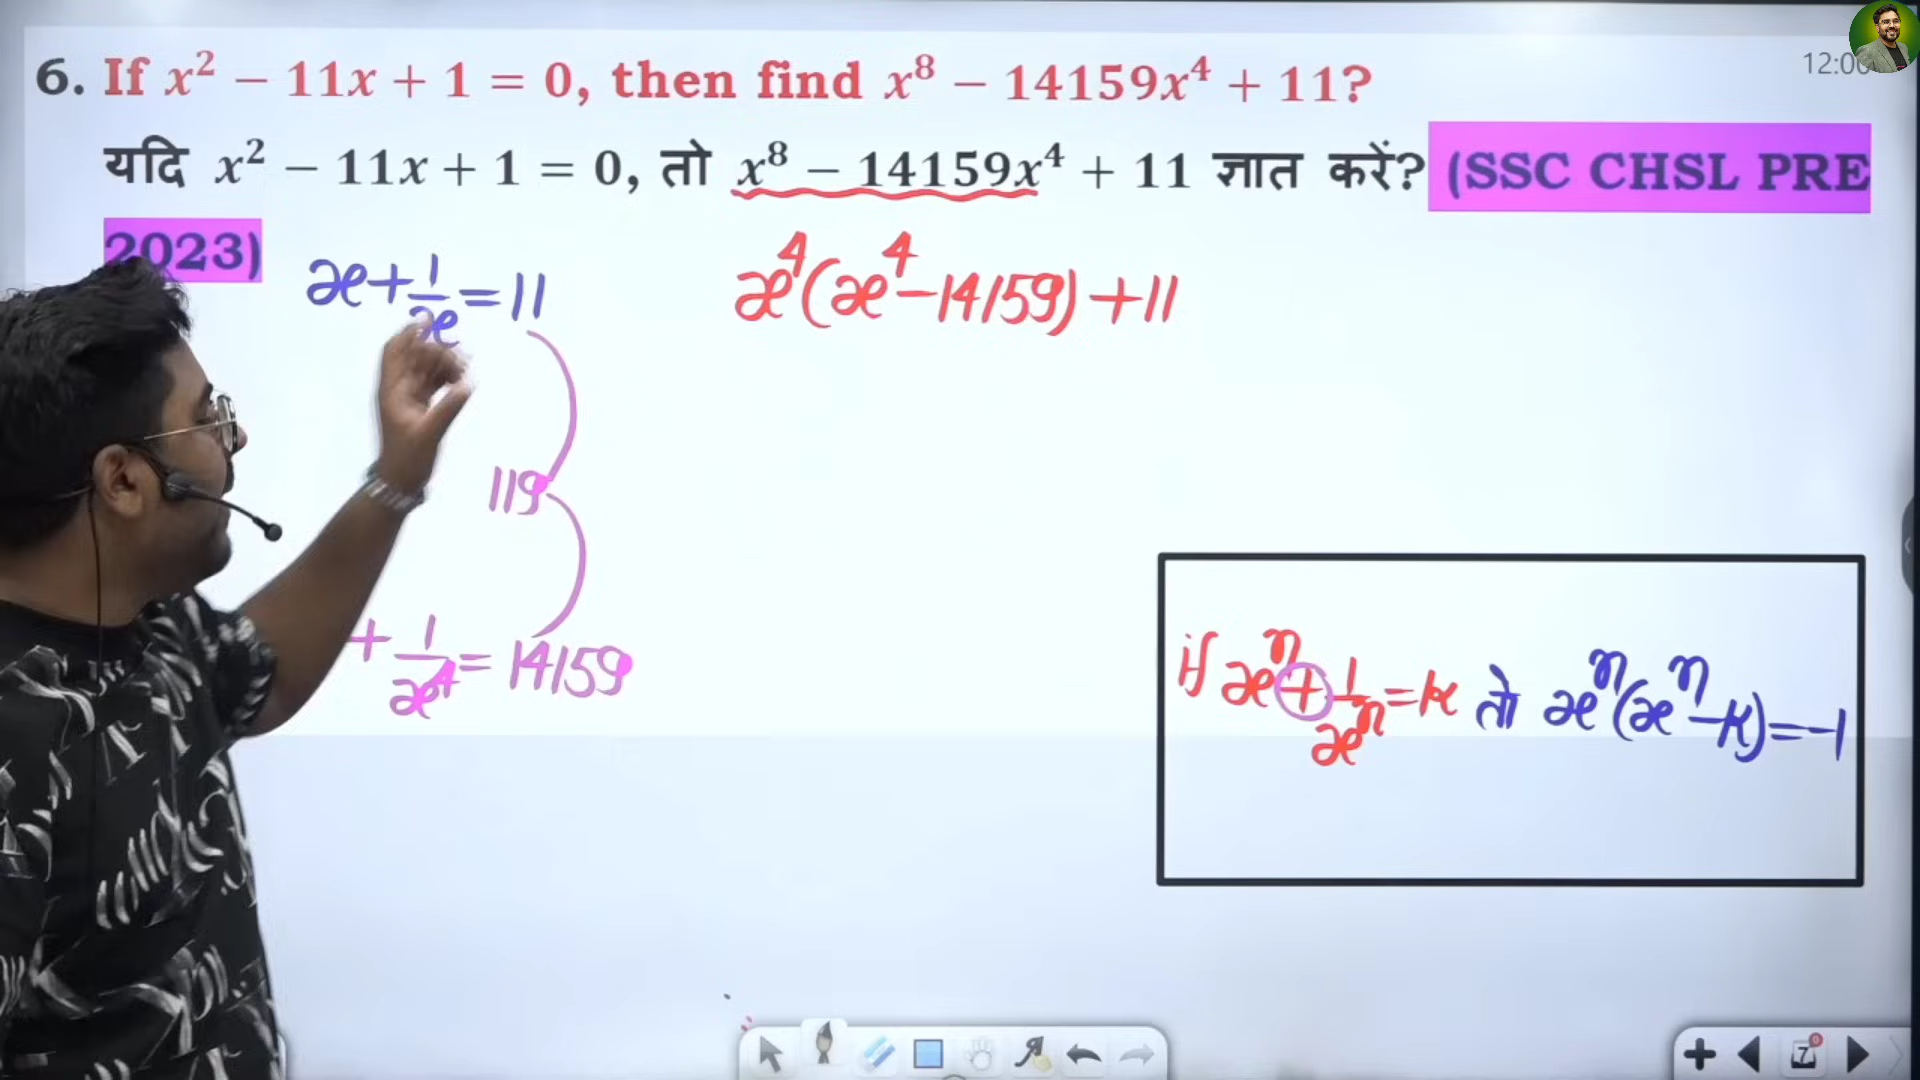 6. If x² − 11x + 1 = 0, then find x⁸ − 14159x⁴ + 11?
12:00
यदि x² − 11x + 1 = 0, तो x⁸ − 14159x⁴ + 11 ज्ञात करें? (SSC CHSL PRE
2023)
x + 1/x = 11
x⁴(x⁴ − 14159) + 11
119
+ 1/x⁴ = 14159
if xⁿ + 1/xⁿ = k तो xⁿ(xⁿ − k) = −1
7